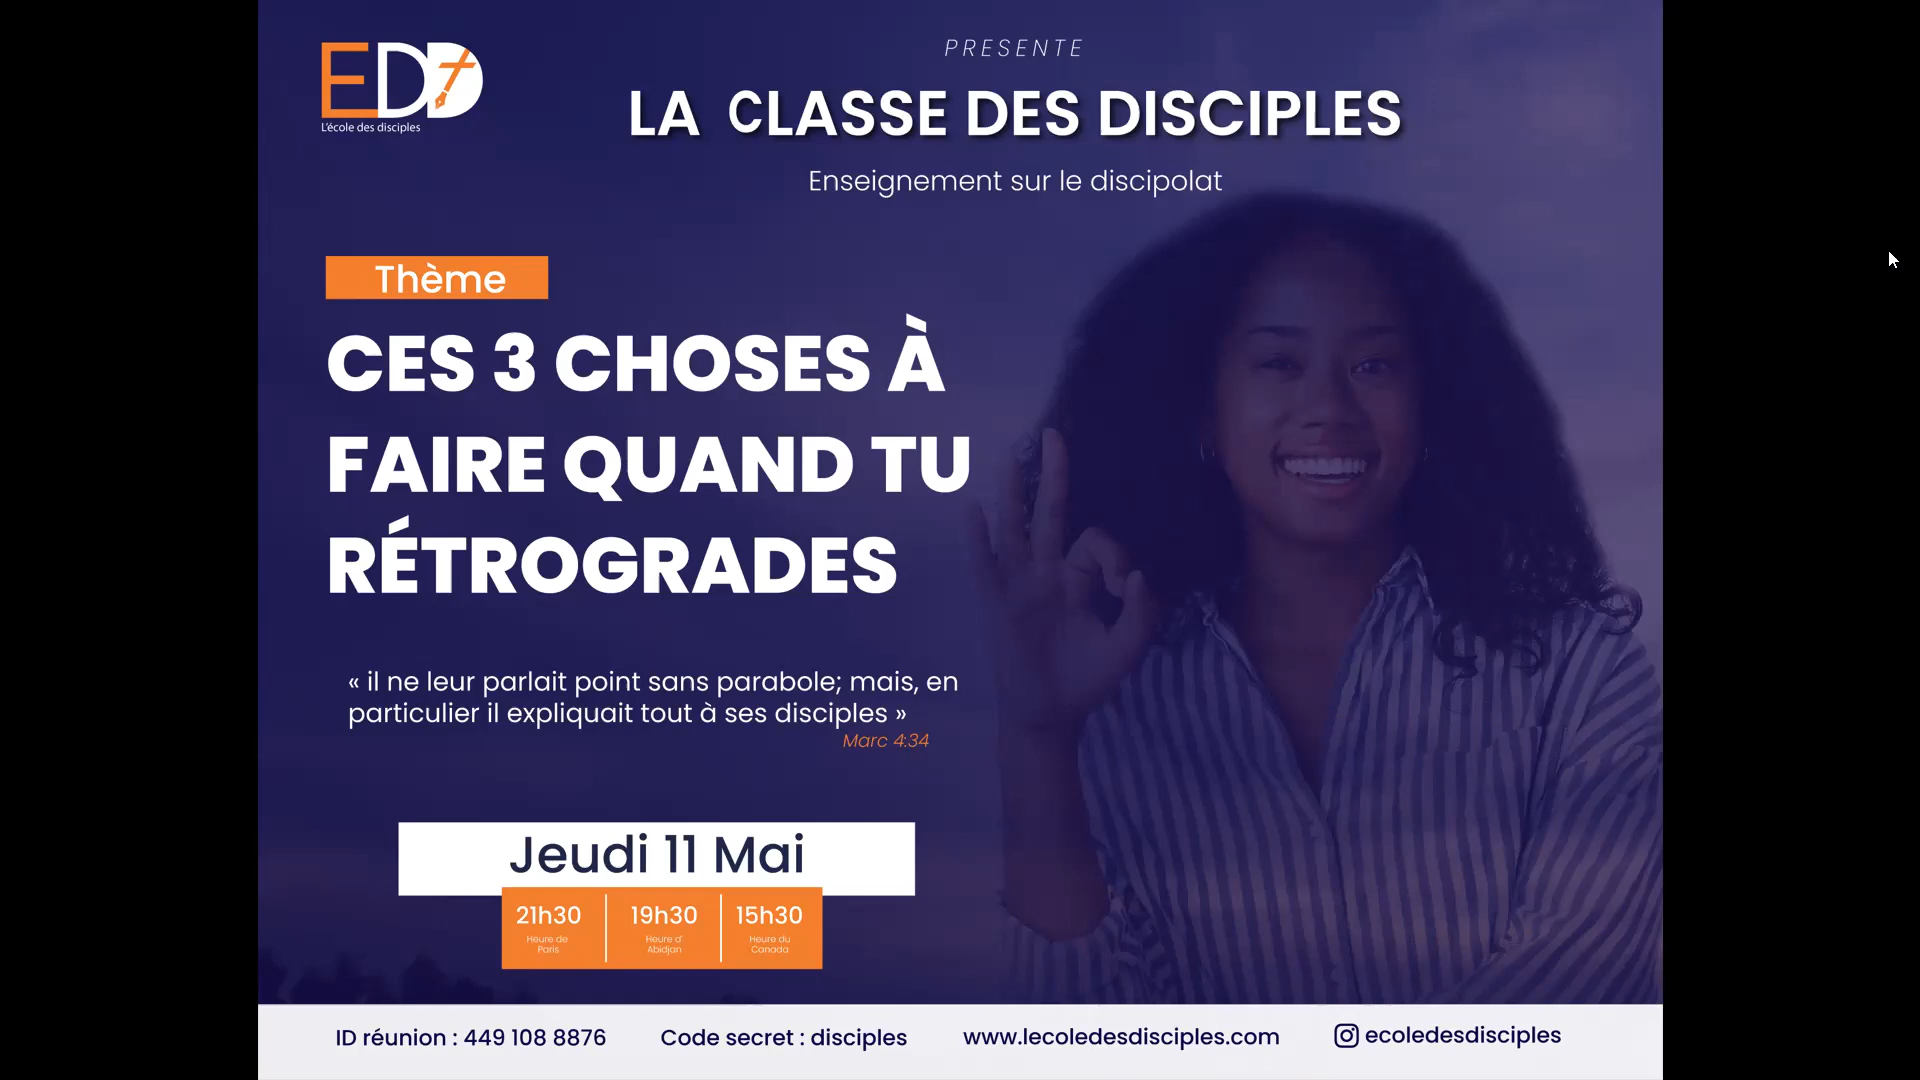 EDD
L'école des disciples
PRESENTE
LA CLASSE DES DISCIPLES
Enseignement sur le discipolat
Thème
CES 3 CHOSES À
FAIRE QUAND TU
RÉTROGRADES
« il ne leur parlait point sans parabole; mais, en
particulier il expliquait tout à ses disciples »
Marc 4:34
Jeudi 11 Mai
21h30 19h30 15h30
Heure de Heure d' Heure du
Paris Abidjan Canada
ID réunion : 449 108 8876 Code secret : disciples www.lecoledesdisciples.com ecoledesdisciples